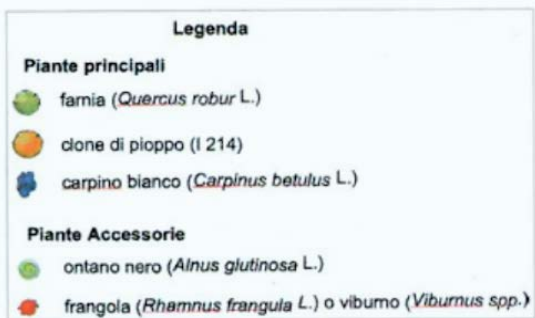 Legenda
Piante principali
farnia (Quercus robur L.)
clone di pioppo (I 214)
carpino bianco (Carpinus betulus L.)
Piante Accessorie
ontano nero (Alnus glutinosa L.)
frangola (Rhamnus frangula L.) o viburno (Viburnus spp.)